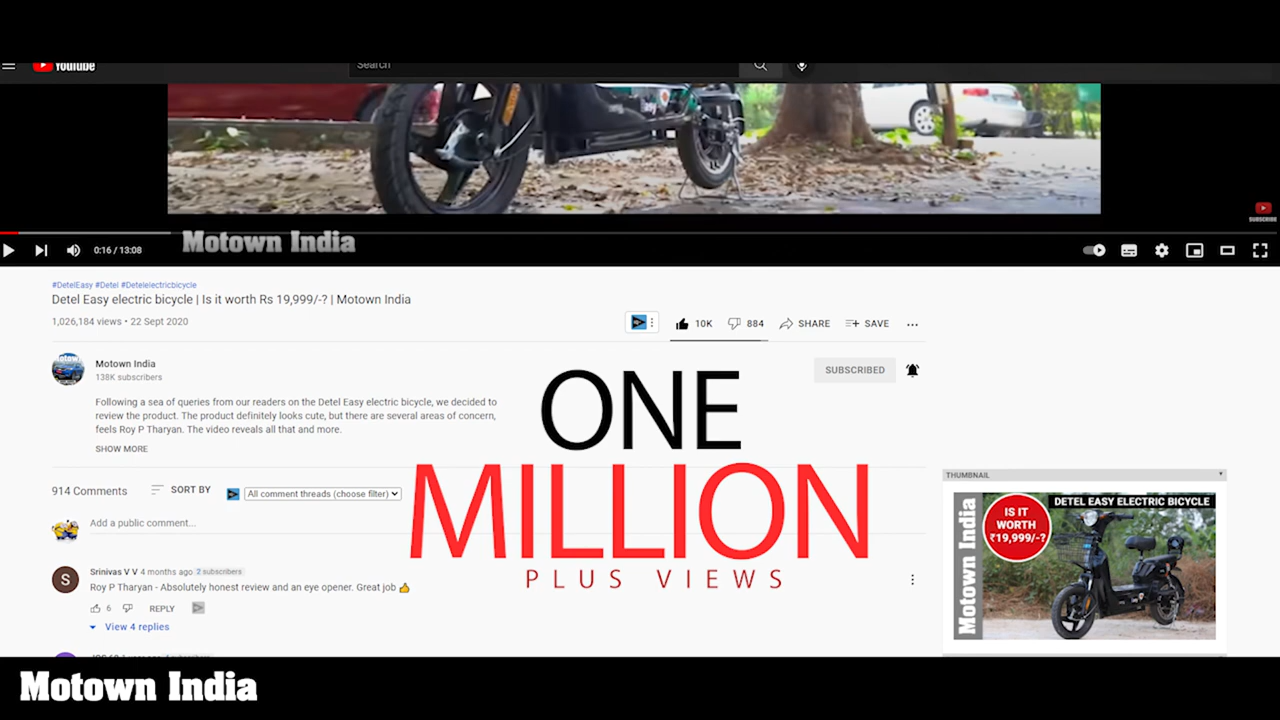 YouTube
Search
easy
SUBSCRIBE
0:16 / 13:08
Motown India
#DetelEasy #Detel #Detelelectricbicycle
Detel Easy electric bicycle | Is it worth Rs 19,999/-? | Motown India
1,026,184 views • 22 Sept 2020
10K
884
SHARE
SAVE
Motown India
138K subscribers
SUBSCRIBED
Following a sea of queries from our readers on the Detel Easy electric bicycle, we decided to
review the product. The product definitely looks cute, but there are several areas of concern,
feels Roy P Tharyan. The video reveals all that and more.
SHOW MORE
ONE
MILLION
PLUS VIEWS
914 Comments
SORT BY
All comment threads (choose filter)
Add a public comment...
S
Srinivas V V 4 months ago 2 subscribers
Roy P Tharyan - Absolutely honest review and an eye opener. Great job 👍
6
REPLY
View 4 replies
THUMBNAIL
Motown India
IS IT
WORTH
₹19,999/-?
DETEL EASY ELECTRIC BICYCLE
Motown India